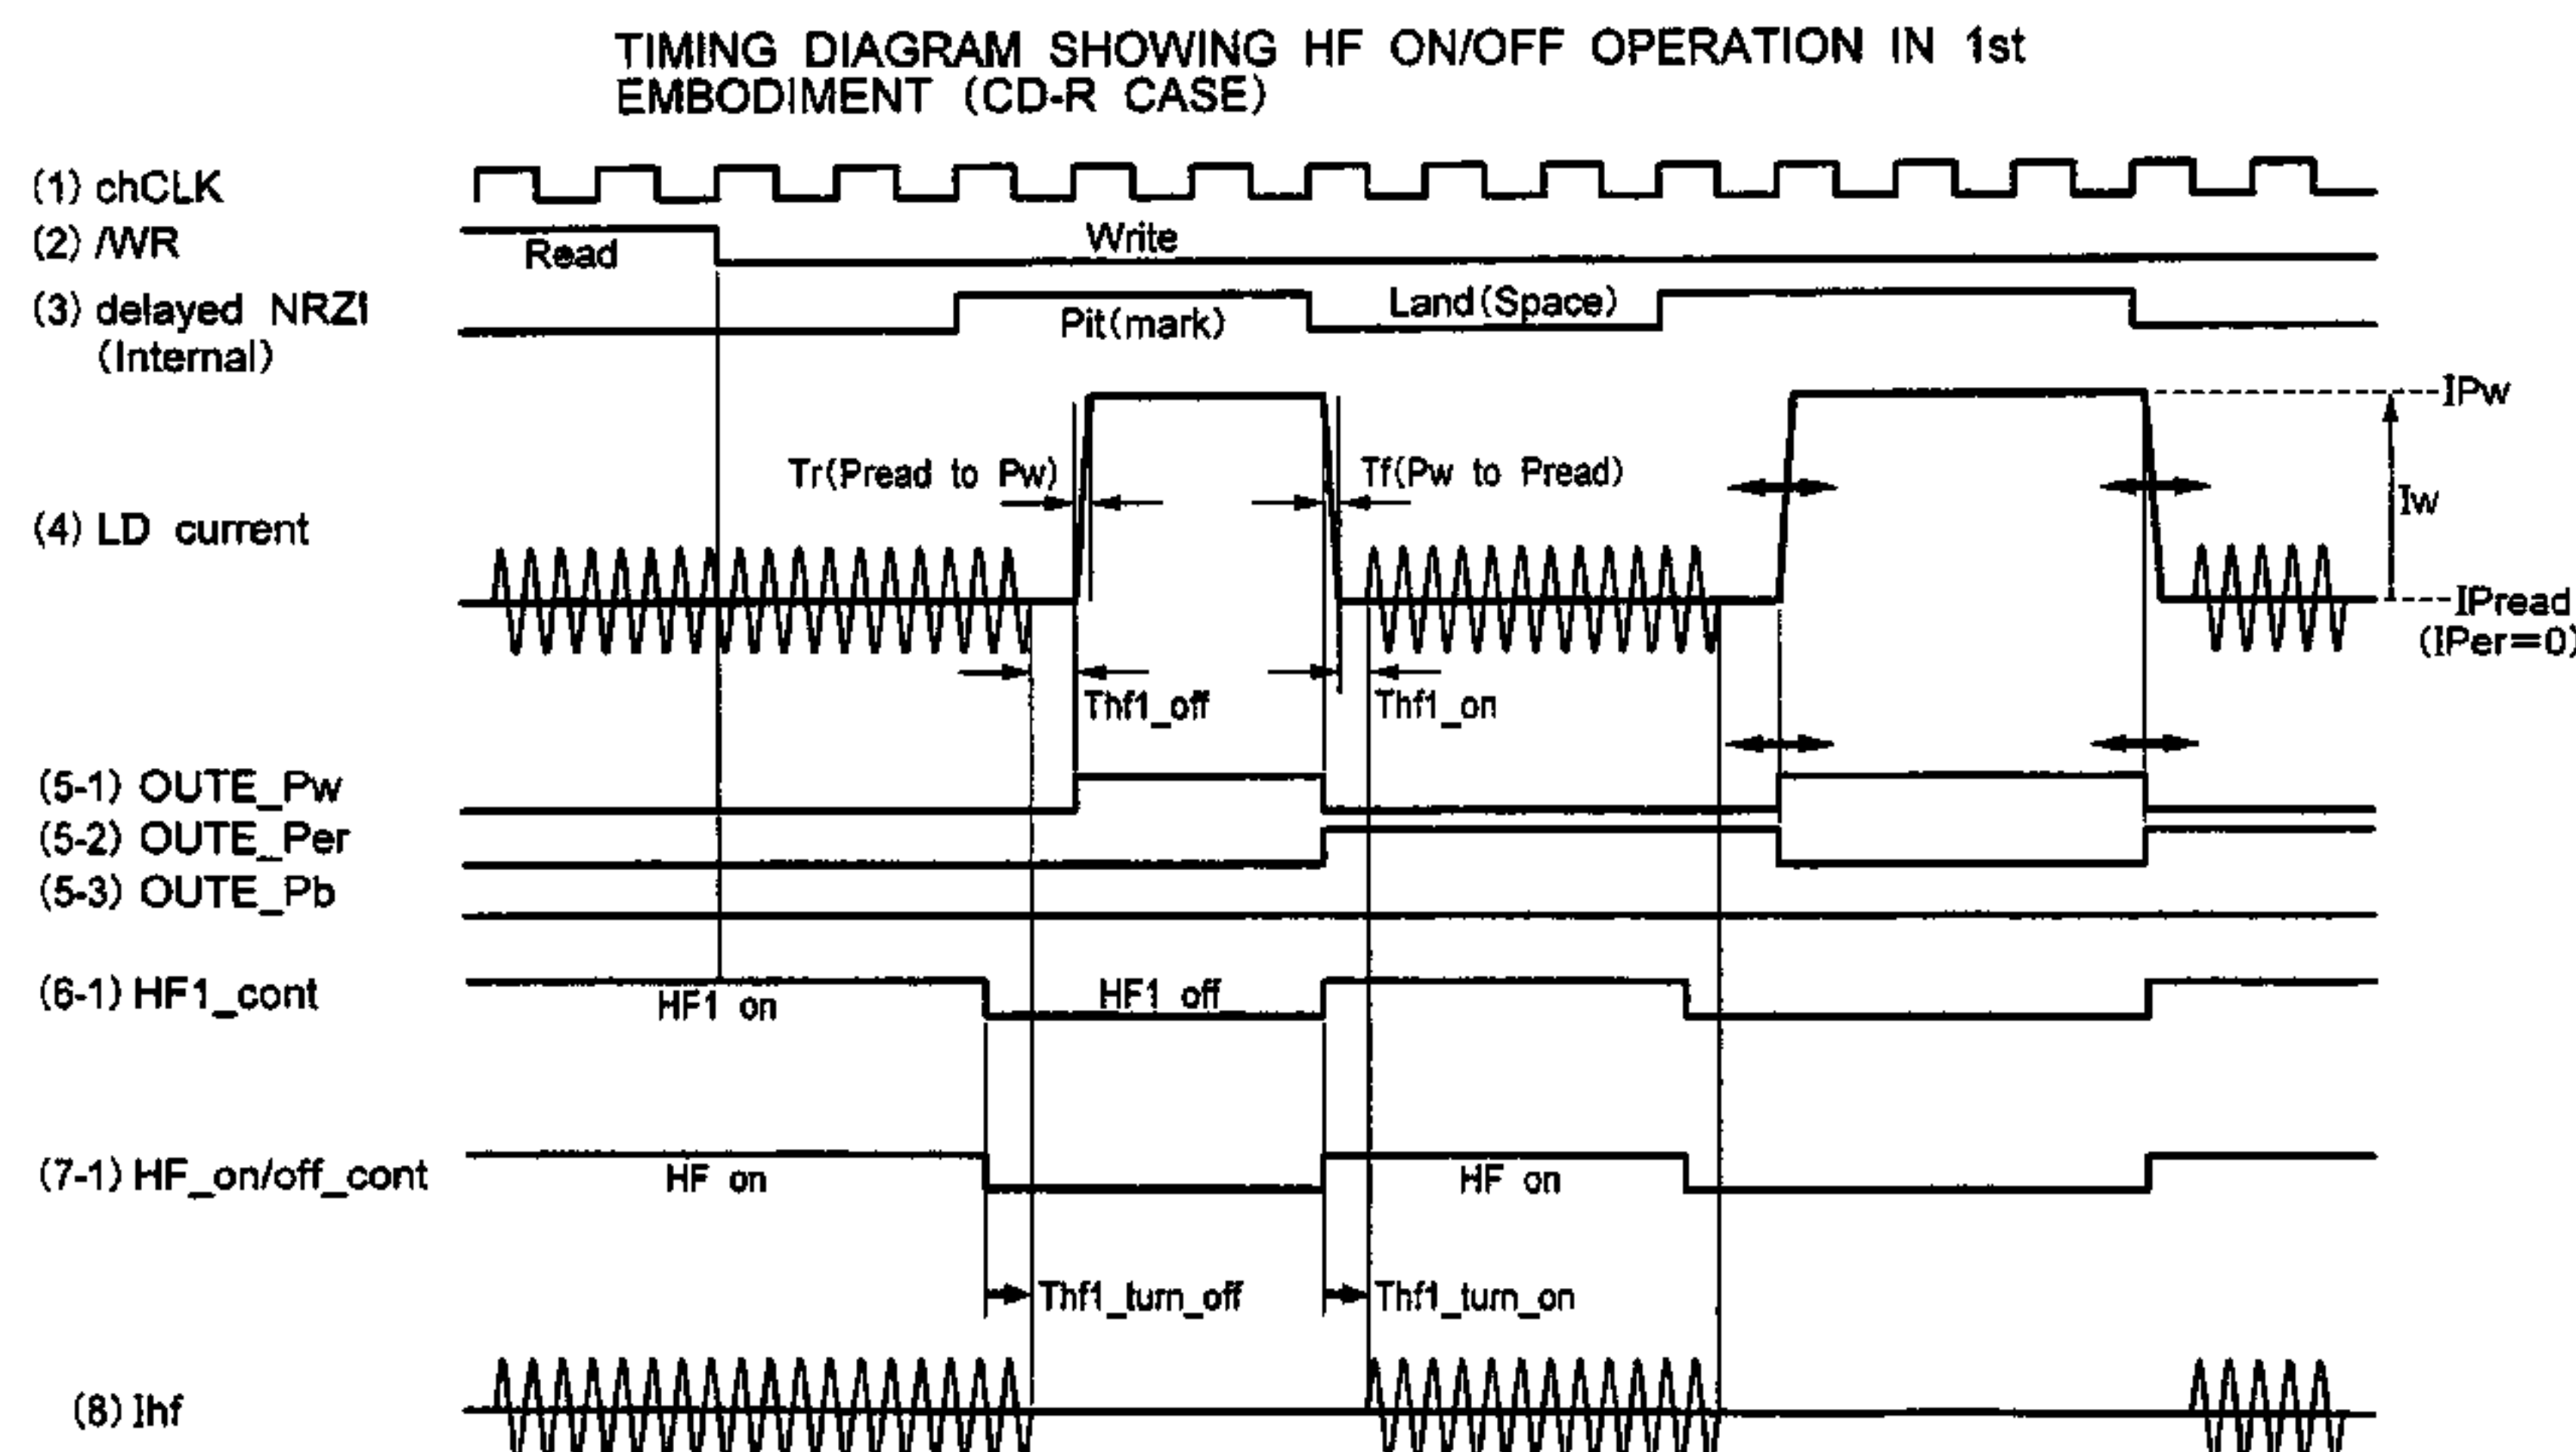 TIMING DIAGRAM SHOWING HF ON/OFF OPERATION IN 1st
EMBODIMENT (CD-R CASE)
(1) chCLK
(2) /WR
Read
Write
(3) delayed NRZI
(Internal)
Pit(mark)
Land(Space)
IPw
Tr(Pread to Pw)
Tf(Pw to Pread)
Iw
(4) LD current
IPread
(IPer=0)
Thf1_off
Thf1_on
(5-1) OUTE_Pw
(5-2) OUTE_Per
(5-3) OUTE_Pb
(6-1) HF1_cont
HF1 on
HF1 off
(7-1) HF_on/off_cont
HF on
HF on
Thf1_turn_off
Thf1_turn_on
(8) Ihf